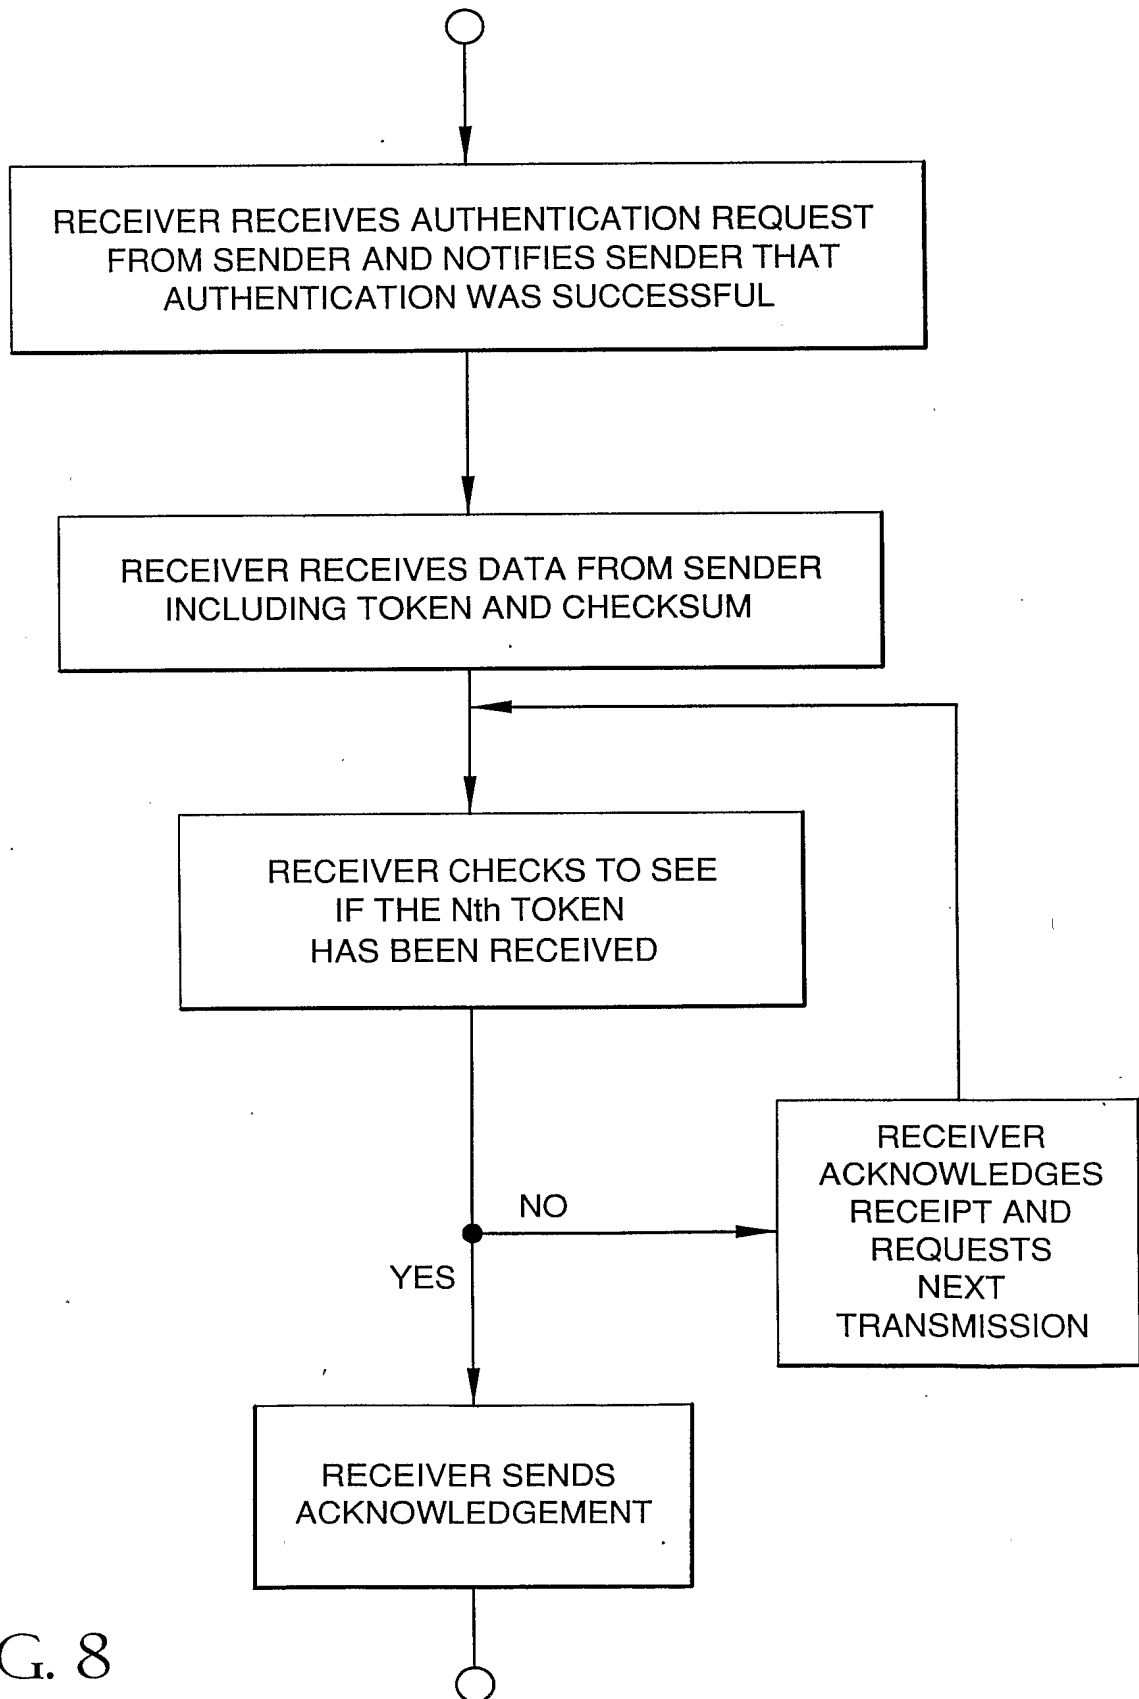 RECEIVER RECEIVES AUTHENTICATION REQUEST
FROM SENDER AND NOTIFIES SENDER THAT
AUTHENTICATION WAS SUCCESSFUL
RECEIVER RECEIVES DATA FROM SENDER
INCLUDING TOKEN AND CHECKSUM
RECEIVER CHECKS TO SEE
IF THE Nth TOKEN
HAS BEEN RECEIVED
NO
YES
RECEIVER
ACKNOWLEDGES
RECEIPT AND
REQUESTS
NEXT
TRANSMISSION
RECEIVER SENDS
ACKNOWLEDGEMENT
G. 8